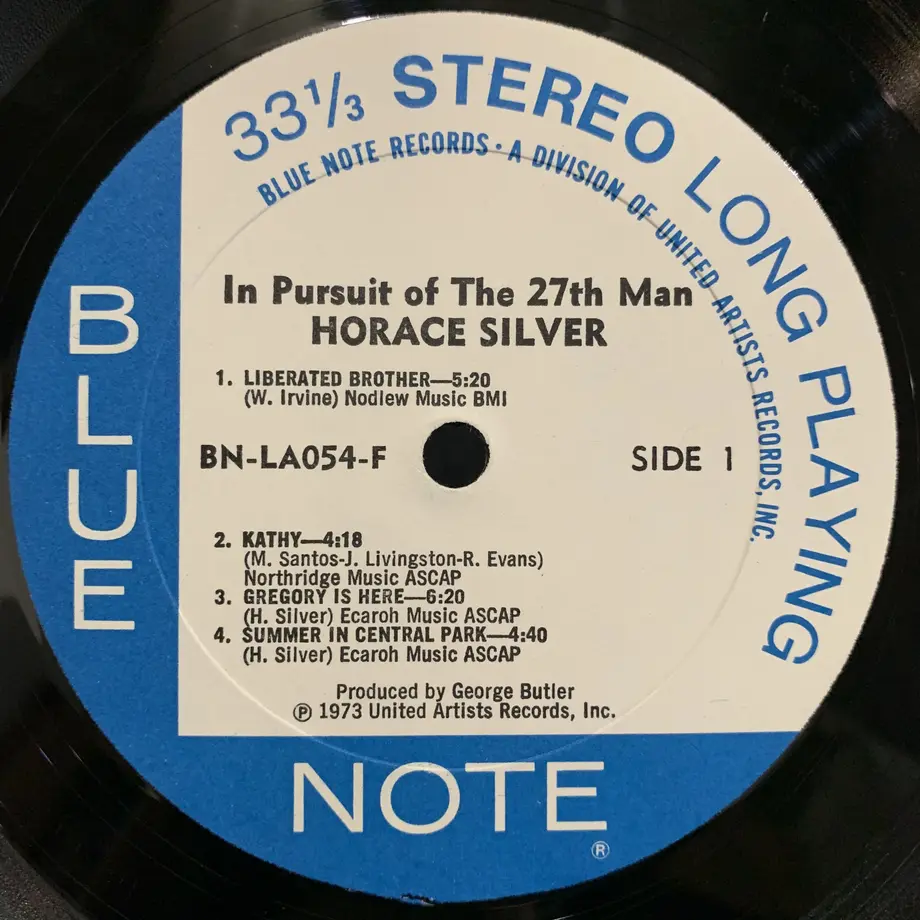 33⅓ STEREO LONG PLAYING
BLUE NOTE RECORDS · A DIVISION OF UNITED ARTISTS RECORDS, INC.
In Pursuit of The 27th Man
HORACE SILVER
1. LIBERATED BROTHER—5:20
(W. Irvine) Nodlew Music BMI
BN-LA054-F
SIDE 1
2. KATHY—4:18
(M. Santos-J. Livingston-R. Evans)
Northridge Music ASCAP
3. GREGORY IS HERE—6:20
(H. Silver) Ecaroh Music ASCAP
4. SUMMER IN CENTRAL PARK—4:40
(H. Silver) Ecaroh Music ASCAP
Produced by George Butler
℗ 1973 United Artists Records, Inc.
BLUE
NOTE
®